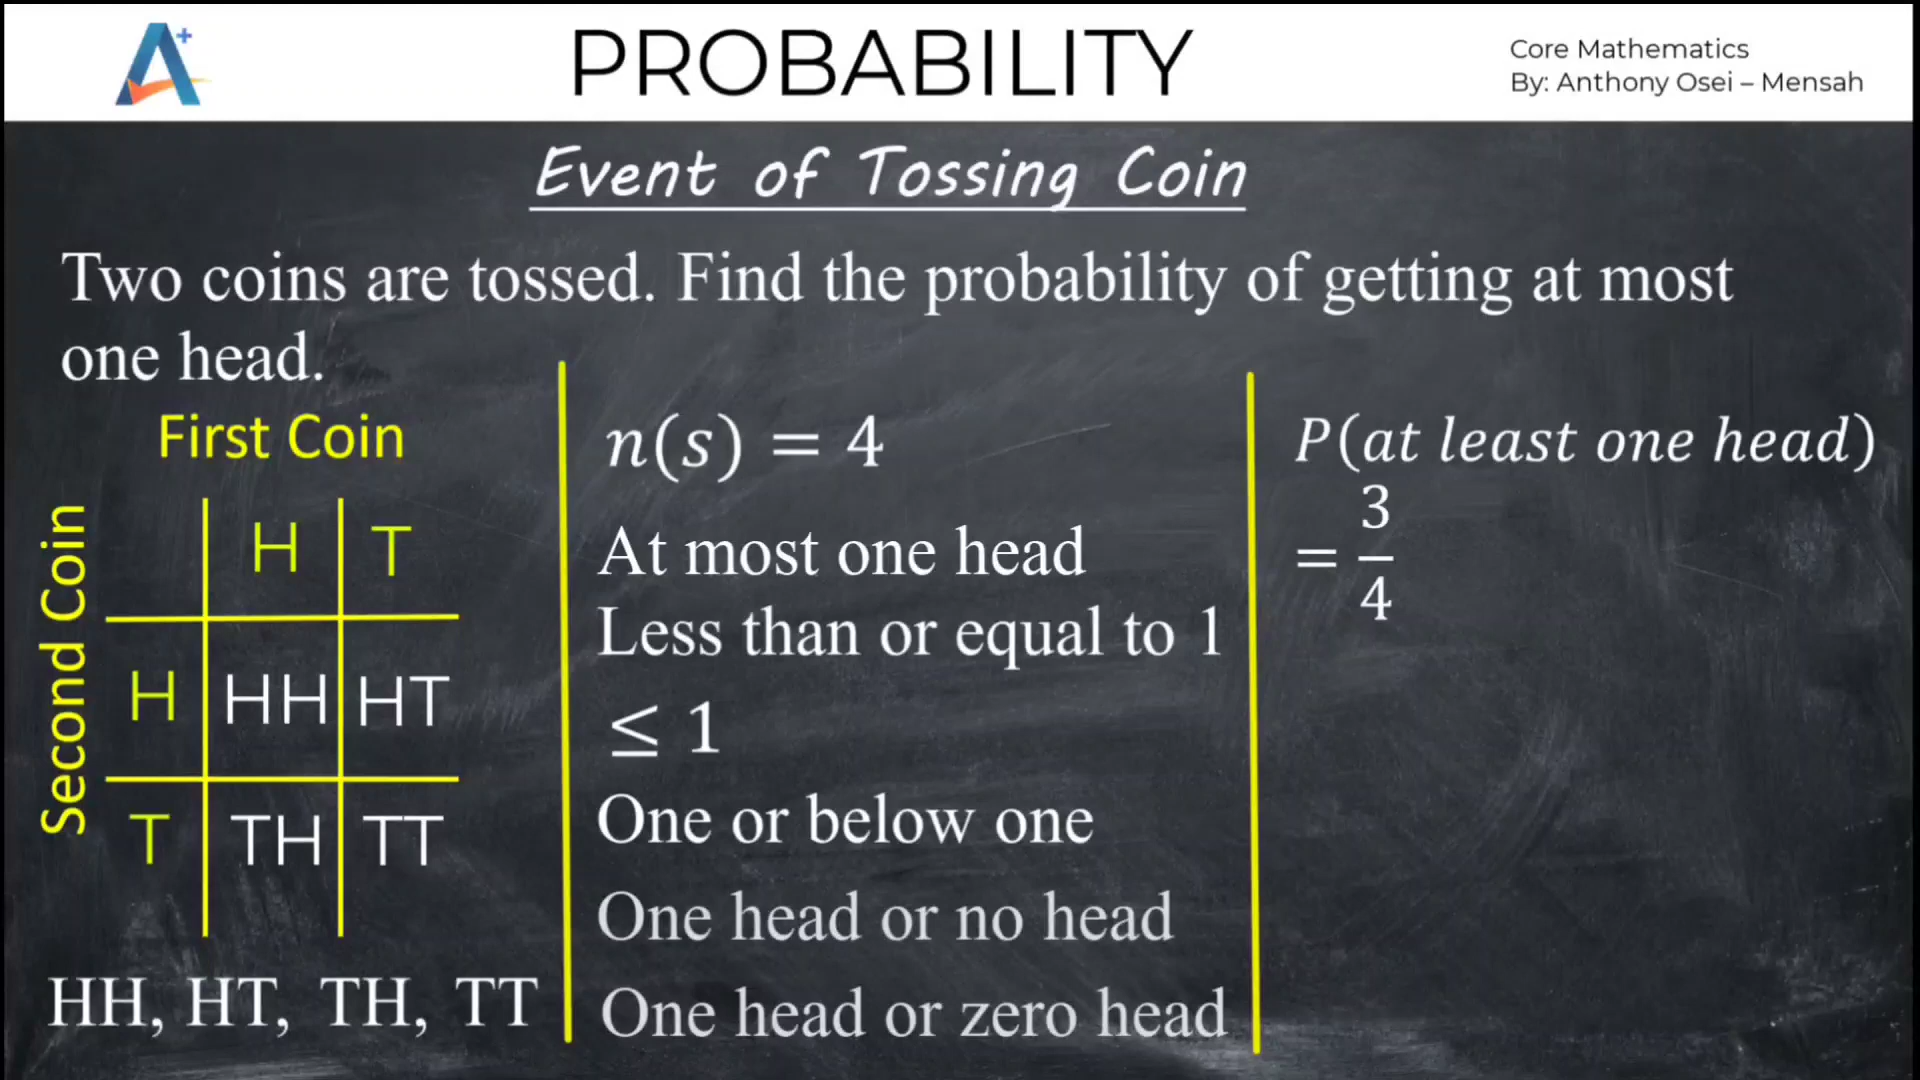 A+
PROBABILITY
Core Mathematics
By: Anthony Osei – Mensah
Event of Tossing Coin
Two coins are tossed. Find the probability of getting at most
one head.
First Coin
Second Coin
H T
H HH HT
T TH TT
HH, HT, TH, TT
n(s) = 4
At most one head
Less than or equal to 1
≤ 1
One or below one
One head or no head
One head or zero head
P(at least one head)
= 3/4